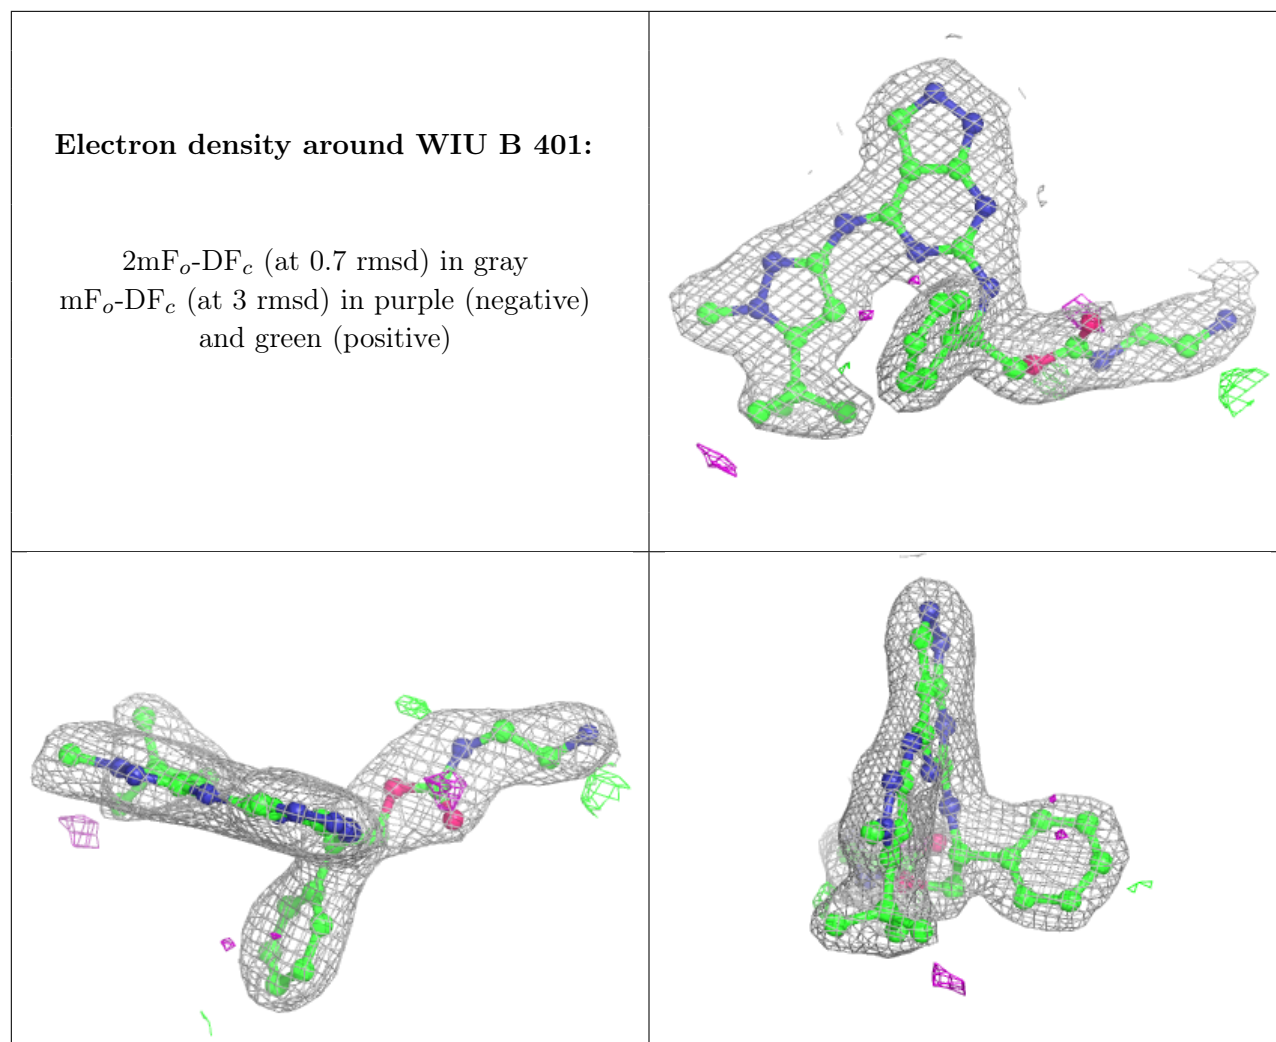 Electron density around WIU B 401:
2mFo-DFc (at 0.7 rmsd) in gray
mFo-DFc (at 3 rmsd) in purple (negative)
and green (positive)